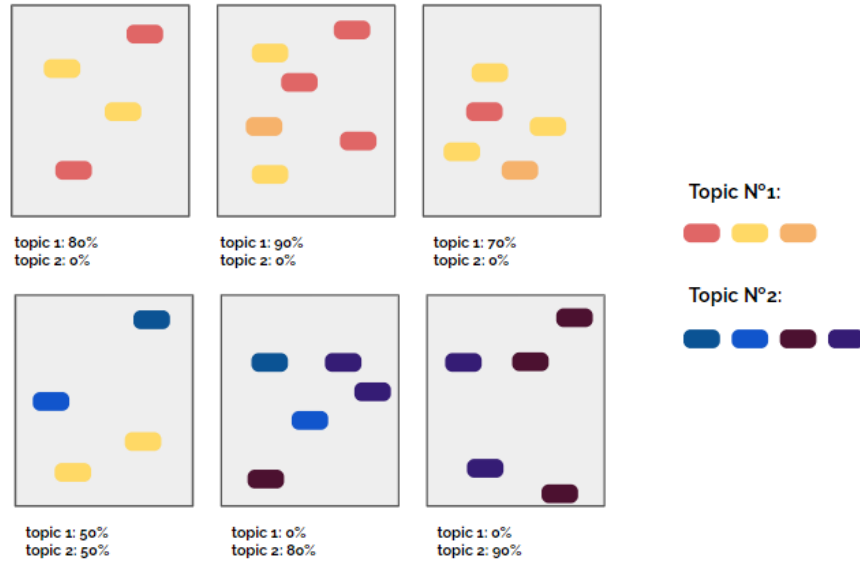 topic 1: 80%
topic 2: 0%
topic 1: 90%
topic 2: 0%
topic 1: 70%
topic 2: 0%
Topic Nº1:
Topic Nº2:
topic 1: 50%
topic 2: 50%
topic 1: 0%
topic 2: 80%
topic 1: 0%
topic 2: 90%